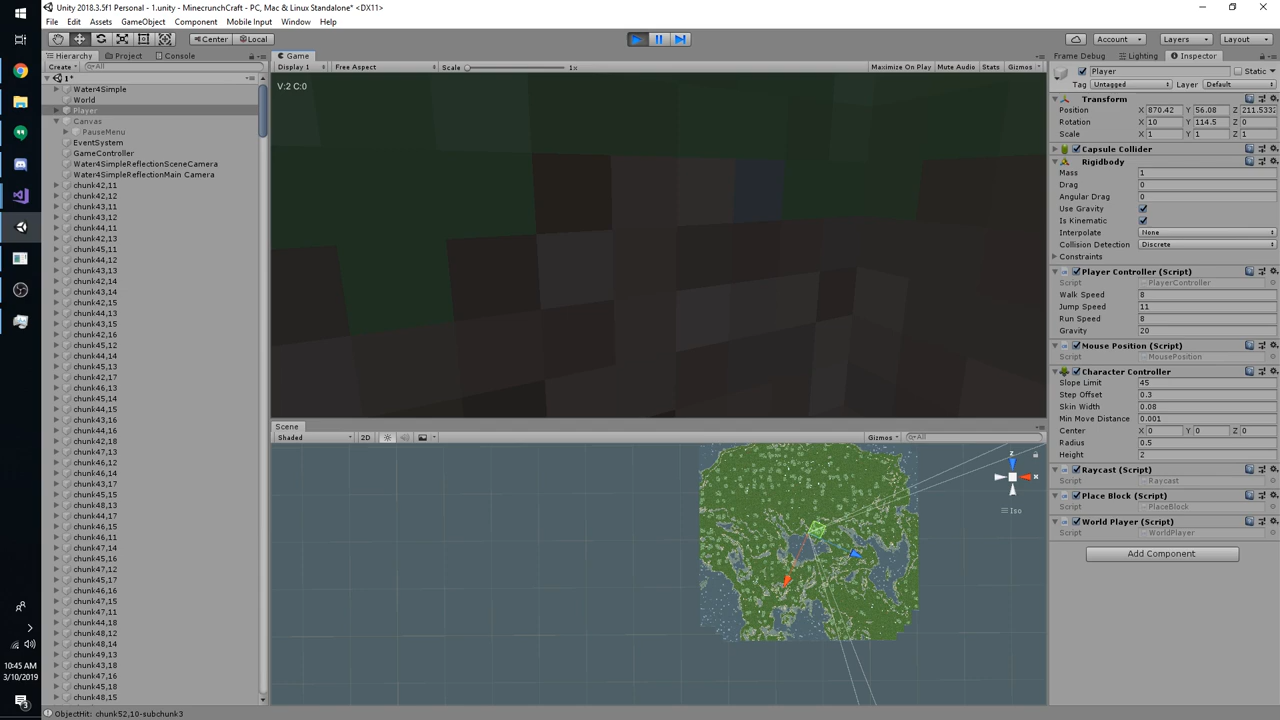 Unity 2018.3.5f1 Personal - 1.unity - MinecrunchCraft - PC, Mac & Linux Standalone* <DX11>
File Edit Assets GameObject Component Mobile Input Window Help
Center Local Account Layers Layout
Hierarchy Project Console Game Frame Debug Lighting Inspector
Create All Display 1 Free Aspect Scale 1x Maximize On Play Mute Audio Stats Gizmos
1*
Water4Simple
World
Player
Canvas
PauseMenu
EventSystem
GameController
Water4SimpleReflectionSceneCamera
Water4SimpleReflectionMain Camera
chunk42,11
chunk42,12
chunk43,11
chunk43,12
chunk44,11
chunk42,13
chunk45,11
chunk44,12
chunk43,13
chunk42,14
chunk43,14
chunk42,15
chunk44,13
chunk43,15
chunk42,16
chunk45,12
chunk44,14
chunk45,13
chunk42,17
chunk46,13
chunk45,14
chunk44,15
chunk43,16
chunk44,16
chunk42,18
chunk47,13
chunk46,12
chunk46,14
chunk43,17
chunk45,15
chunk48,13
chunk44,17
chunk45,16
chunk46,11
chunk47,14
chunk46,15
chunk47,12
chunk45,17
chunk46,16
chunk47,15
chunk47,11
chunk44,18
chunk48,12
chunk48,14
chunk49,13
chunk43,18
chunk47,16
chunk45,18
chunk48,15
V:2 C:0
Scene
Shaded 2D Gizmos All
z
x
Iso
Player Static
Tag Untagged Layer Default
Transform
Position X 870.42 Y 56.08 Z 211.5332
Rotation X 10 Y 114.5 Z 0
Scale X 1 Y 1 Z 1
Capsule Collider
Rigidbody
Mass 1
Drag 0
Angular Drag 0
Use Gravity
Is Kinematic
Interpolate None
Collision Detection Discrete
Constraints
Player Controller (Script)
Script PlayerController
Walk Speed 8
Jump Speed 11
Run Speed 8
Gravity 20
Mouse Position (Script)
Script MousePosition
Character Controller
Slope Limit 45
Step Offset 0.3
Skin Width 0.08
Min Move Distance 0.001
Center X 0 Y 0 Z 0
Radius 0.5
Height 2
Raycast (Script)
Script Raycast
Place Block (Script)
Script PlaceBlock
World Player (Script)
Script WorldPlayer
Add Component
10:45 AM
3/10/2019
3
ObjectHit: chunk52,10-subchunk3